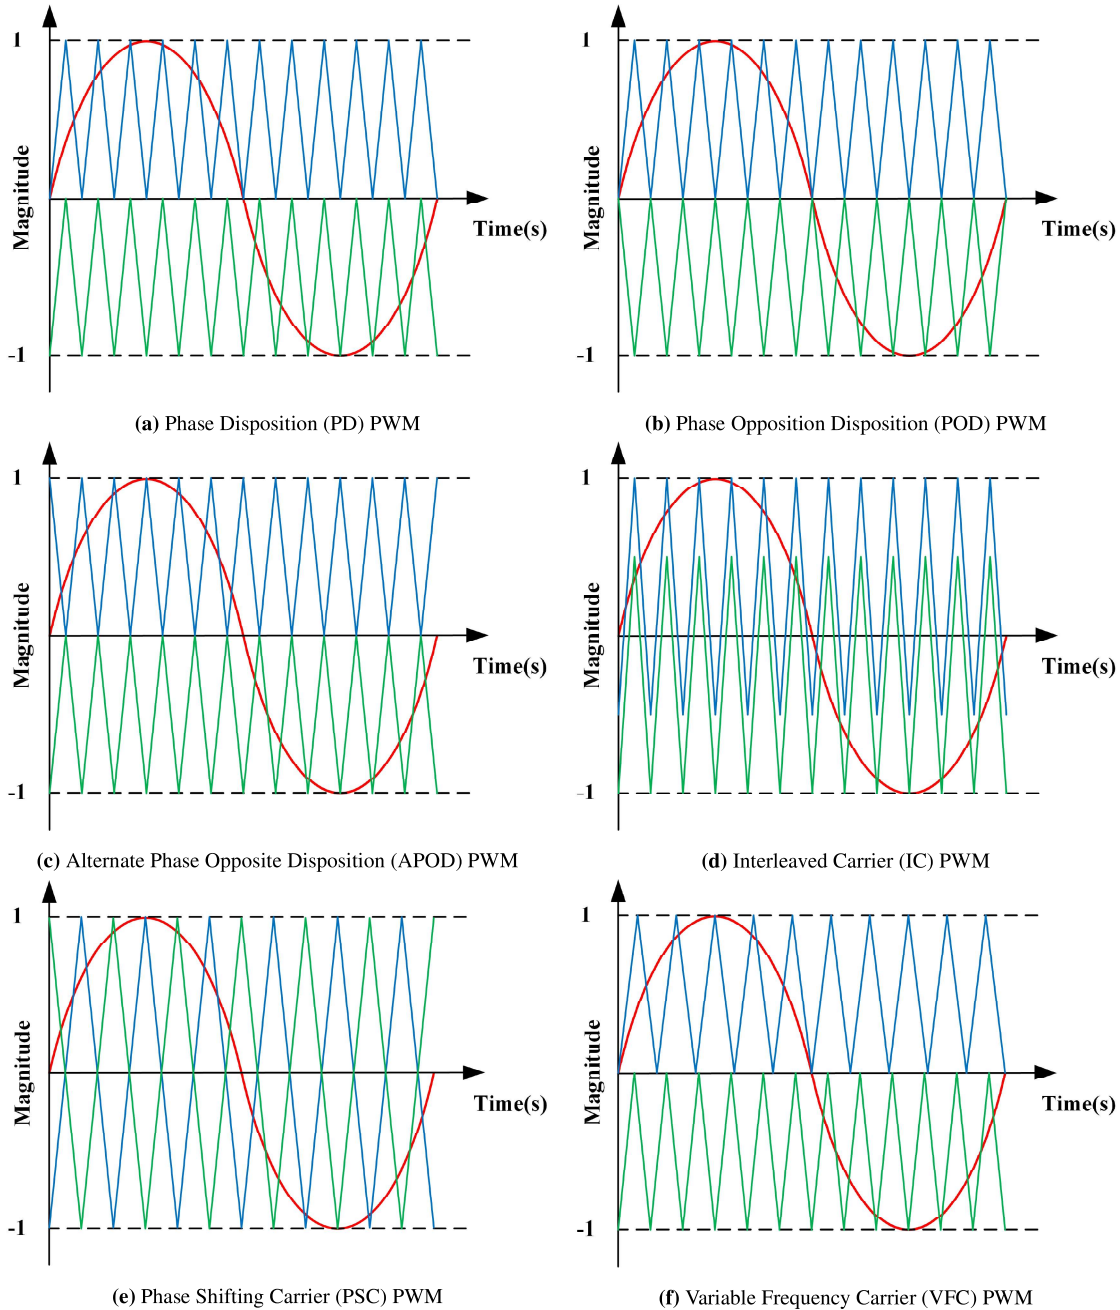 1
Magnitude
Time(s)
-1
(a) Phase Disposition (PD) PWM
1
Magnitude
Time(s)
-1
(b) Phase Opposition Disposition (POD) PWM
1
Magnitude
Time(s)
-1
(c) Alternate Phase Opposite Disposition (APOD) PWM
1
Magnitude
Time(s)
-1
(d) Interleaved Carrier (IC) PWM
1
Magnitude
Time(s)
-1
(e) Phase Shifting Carrier (PSC) PWM
1
Magnitude
Time(s)
-1
(f) Variable Frequency Carrier (VFC) PWM